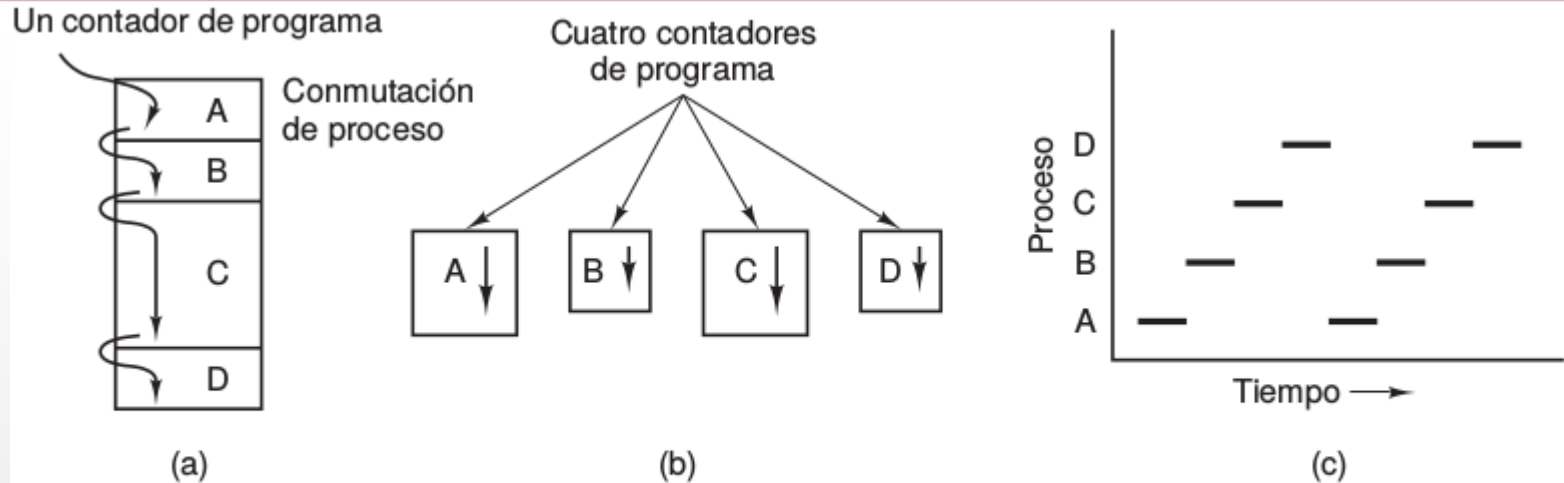 Un contador de programa
Conmutación
de proceso
A
B
C
D
(a)
Cuatro contadores
de programa
A
B
C
D
(b)
Proceso
D
C
B
A
Tiempo
(c)